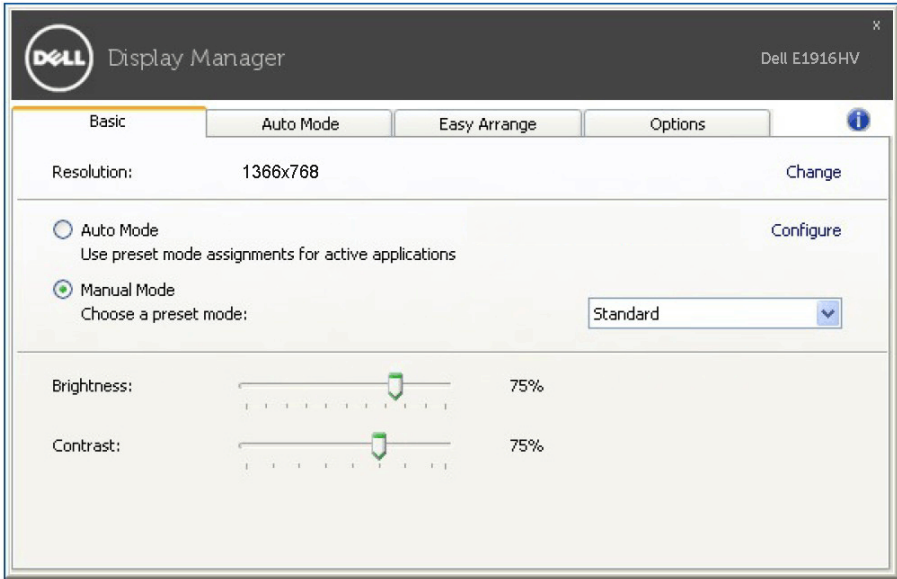 DELL Display Manager
x
Dell E1916HV
Basic Auto Mode Easy Arrange Options i
Resolution: 1366x768 Change
Auto Mode Configure
Use preset mode assignments for active applications
Manual Mode
Choose a preset mode: Standard
Brightness: 75%
Contrast: 75%